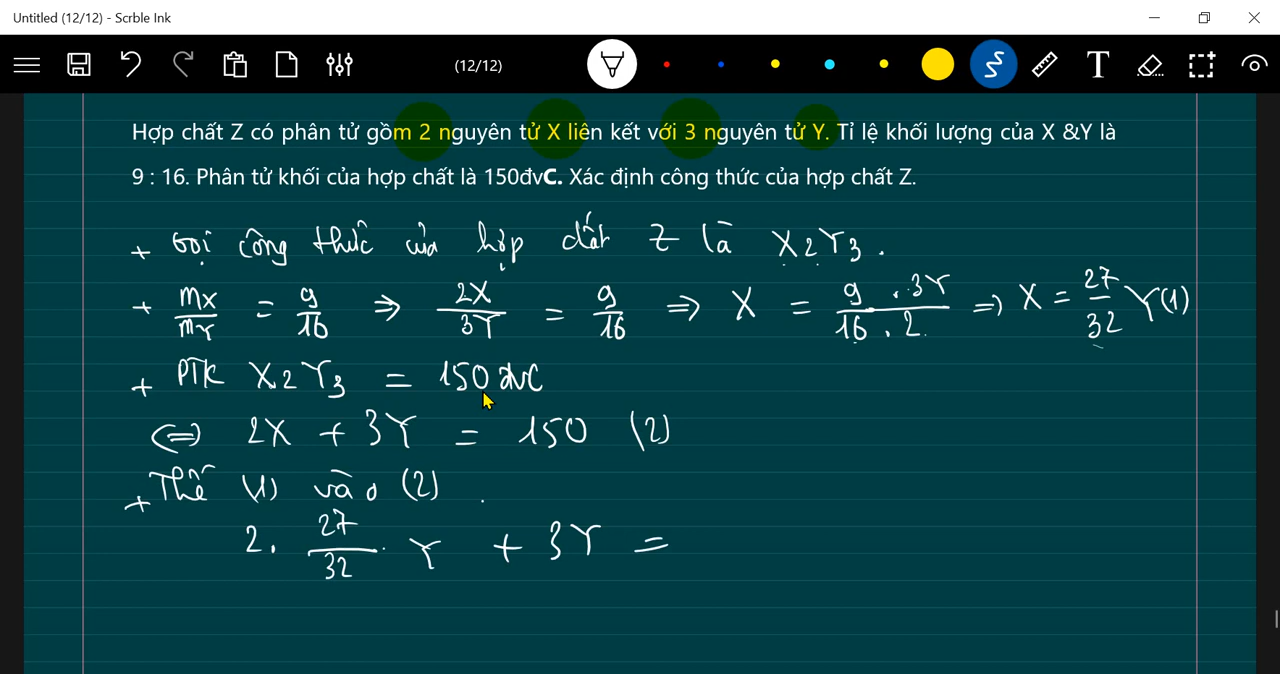 Untitled (12/12) - Scrble Ink
(12/12)
Hợp chất Z có phân tử gồm 2 nguyên tử X liên kết với 3 nguyên tử Y. Tỉ lệ khối lượng của X &Y là
9 : 16. Phân tử khối của hợp chất là 150đvC. Xác định công thức của hợp chất Z.
+ Gọi công thức của hợp chất Z là X2Y3.
+ mX/mY = 9/16 => 2X/3Y = 9/16 => X = 9 . 3Y/16 . 2 => X = 27/32 Y (1)
+ PTK X2Y3 = 150 đvC
<=> 2X + 3Y = 150 (2)
+ Thế (1) vào (2)
2. 27/32 . Y + 3Y =